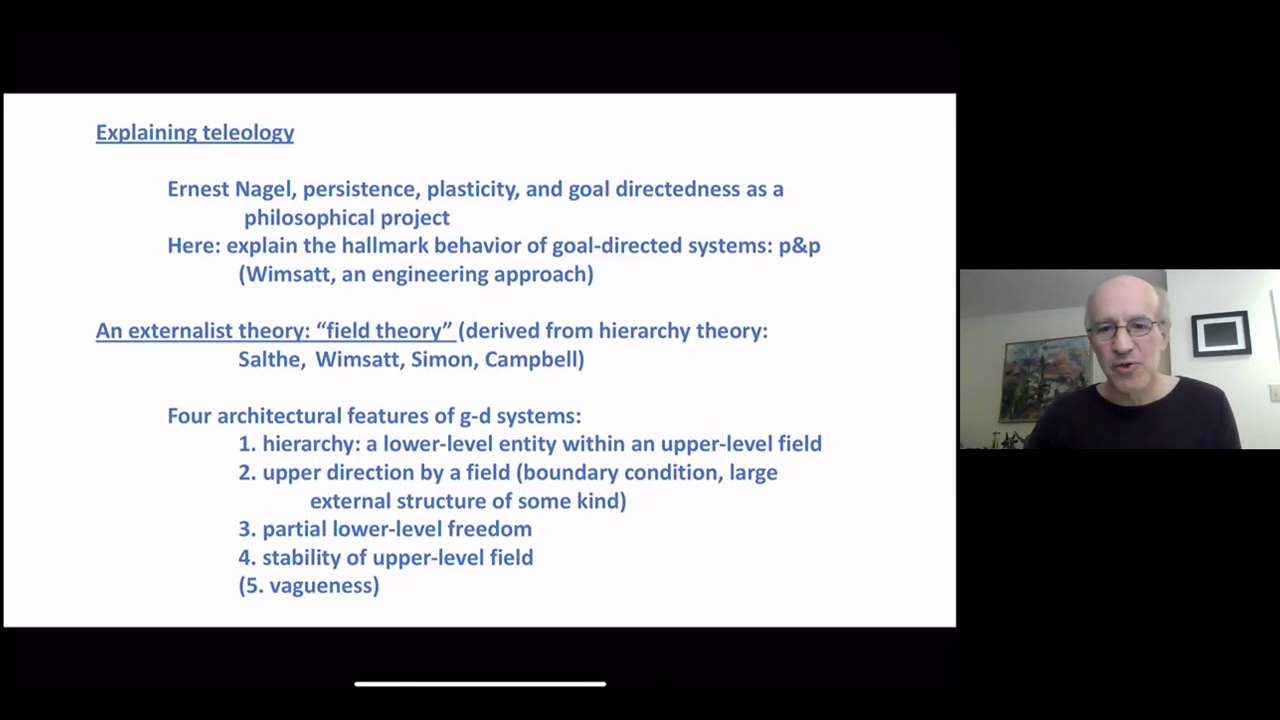 Explaining teleology
Ernest Nagel, persistence, plasticity, and goal directedness as a
philosophical project
Here: explain the hallmark behavior of goal-directed systems: p&p
(Wimsatt, an engineering approach)
An externalist theory: “field theory” (derived from hierarchy theory:
Salthe, Wimsatt, Simon, Campbell)
Four architectural features of g-d systems:
1. hierarchy: a lower-level entity within an upper-level field
2. upper direction by a field (boundary condition, large
external structure of some kind)
3. partial lower-level freedom
4. stability of upper-level field
(5. vagueness)